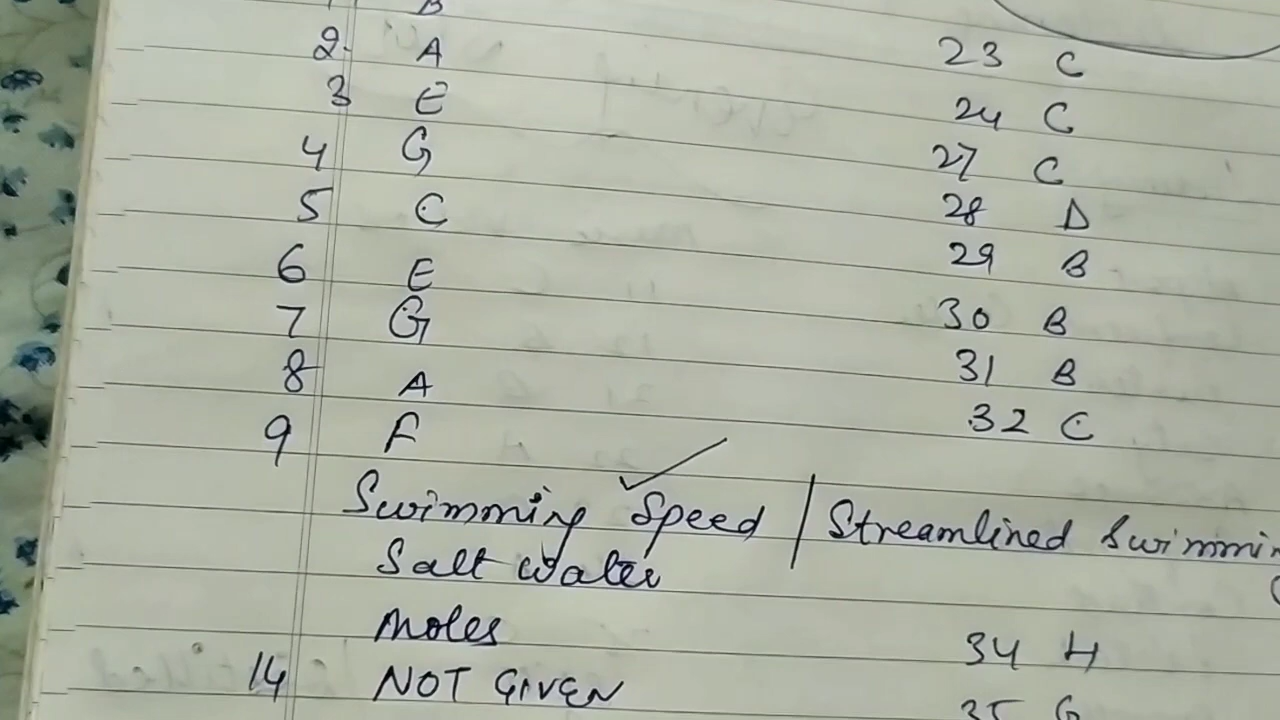 B
2. A 23 C
3 E 24 C
4 G 27 C
5 C 28 D
6 E 29 B
7 G 30 B
8 A 31 B
9 F 32 C
Swimming Speed / Streamlined Swimmin
Salt water
Moles
34 H
14 NOT GIVEN
35 G